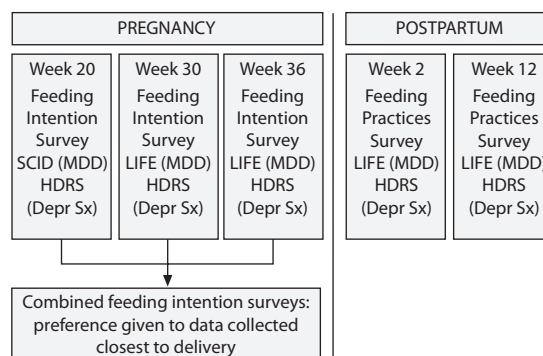 PREGNANCY
POSTPARTUM
Week 20
Feeding
Intention
Survey
SCID (MDD)
HDRS
(Depr Sx)
Week 30
Feeding
Intention
Survey
LIFE (MDD)
HDRS
(Depr Sx)
Week 36
Feeding
Intention
Survey
LIFE (MDD)
HDRS
(Depr Sx)
Week 2
Feeding
Practices
Survey
LIFE (MDD)
HDRS
(Depr Sx)
Week 12
Feeding
Practices
Survey
LIFE (MDD)
HDRS
(Depr Sx)
Combined feeding intention surveys:
preference given to data collected
closest to delivery